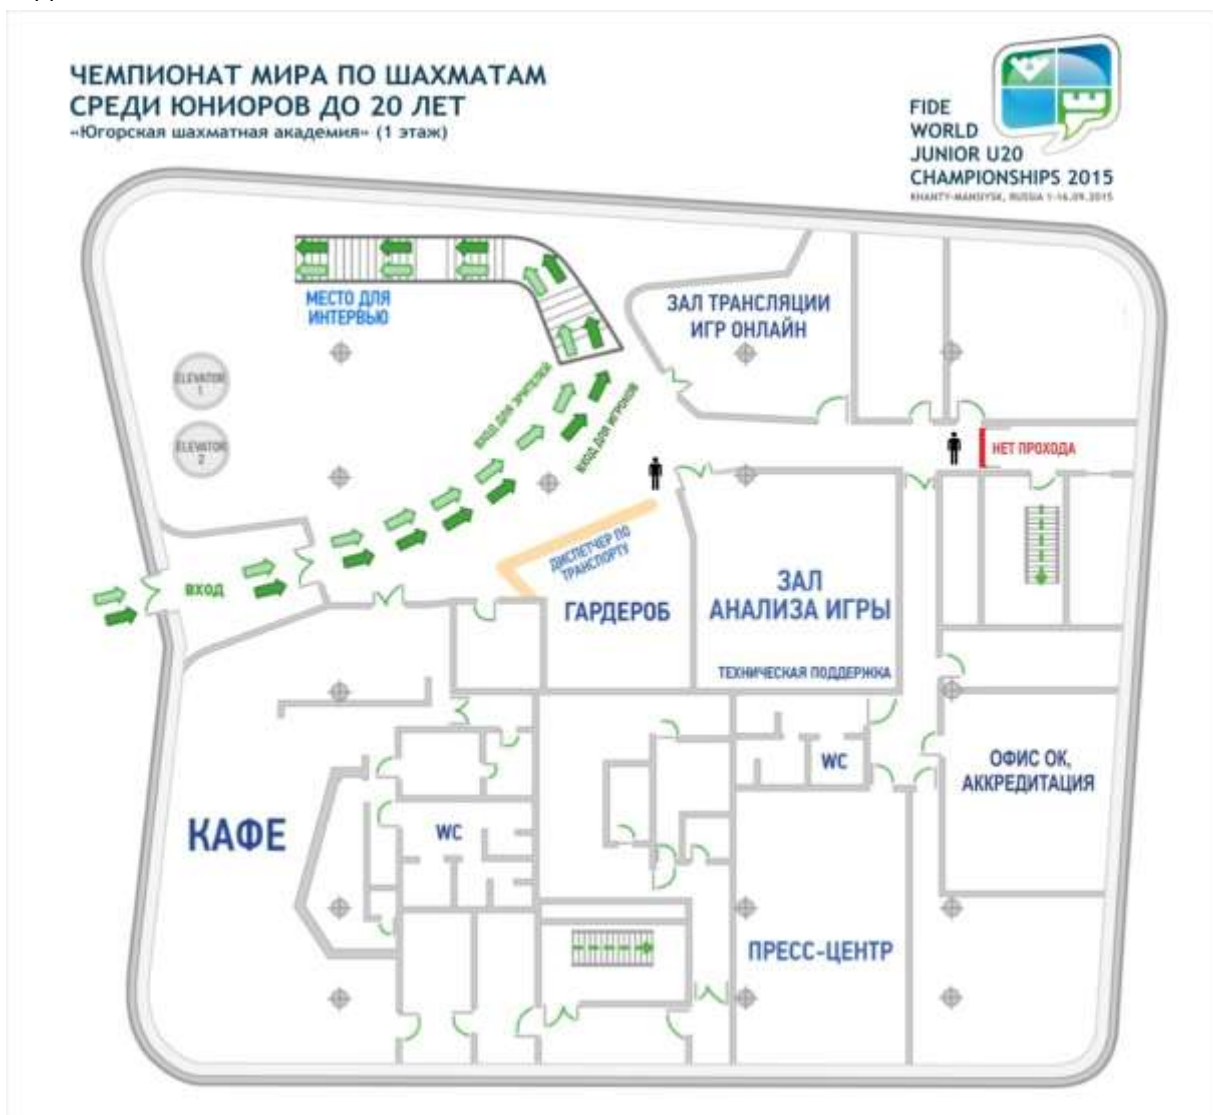 ЧЕМПИОНАТ МИРА ПО ШАХМАТАМ
СРЕДИ ЮНИОРОВ ДО 20 ЛЕТ
«Югорская шахматная академия» (1 этаж)
FIDE
WORLD
JUNIOR U20
CHAMPIONSHIPS 2015
KHANTY-MANSIYSK, RUSSIA 1-16.09.2015
МЕСТО ДЛЯ
ИНТЕРВЬЮ
ЗАЛ ТРАНСЛЯЦИИ
ИГР ОНЛАЙН
ELEVATOR
1
ELEVATOR
2
ВХОД ДЛЯ ЗРИТЕЛЕЙ
ВХОД ДЛЯ ИГРОКОВ
НЕТ ПРОХОДА
ДИСПЕТЧЕР ПО
ТРАНСПОРТУ
ВХОД
ГАРДЕРОБ
ЗАЛ
АНАЛИЗА ИГРЫ
ТЕХНИЧЕСКАЯ ПОДДЕРЖКА
WC
ОФИС ОК,
АККРЕДИТАЦИЯ
КАФЕ
WC
ПРЕСС-ЦЕНТР